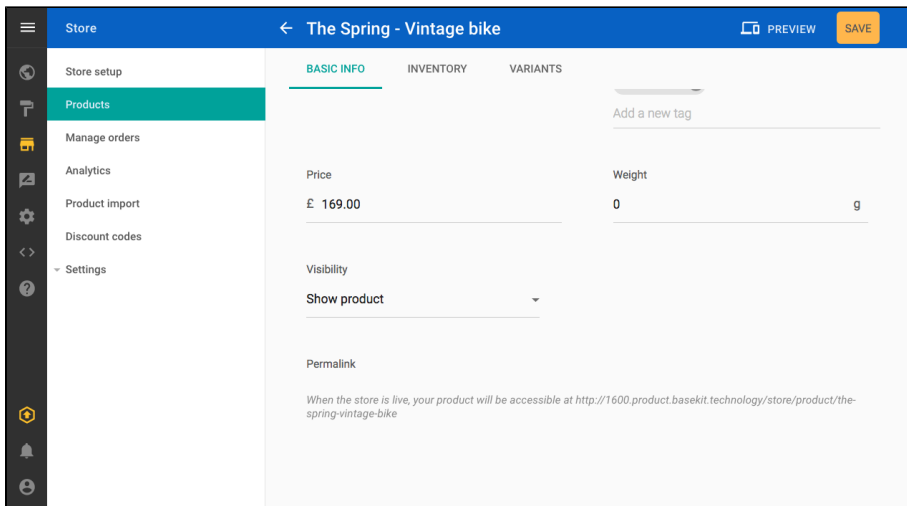 Store
The Spring - Vintage bike
PREVIEW
SAVE
Store setup
Products
Manage orders
Analytics
Product import
Discount codes
Settings
BASIC INFO
INVENTORY
VARIANTS
Add a new tag
Price
£ 169.00
Weight
0 g
Visibility
Show product
Permalink
When the store is live, your product will be accessible at http://1600.product.basekit.technology/store/product/the-
spring-vintage-bike